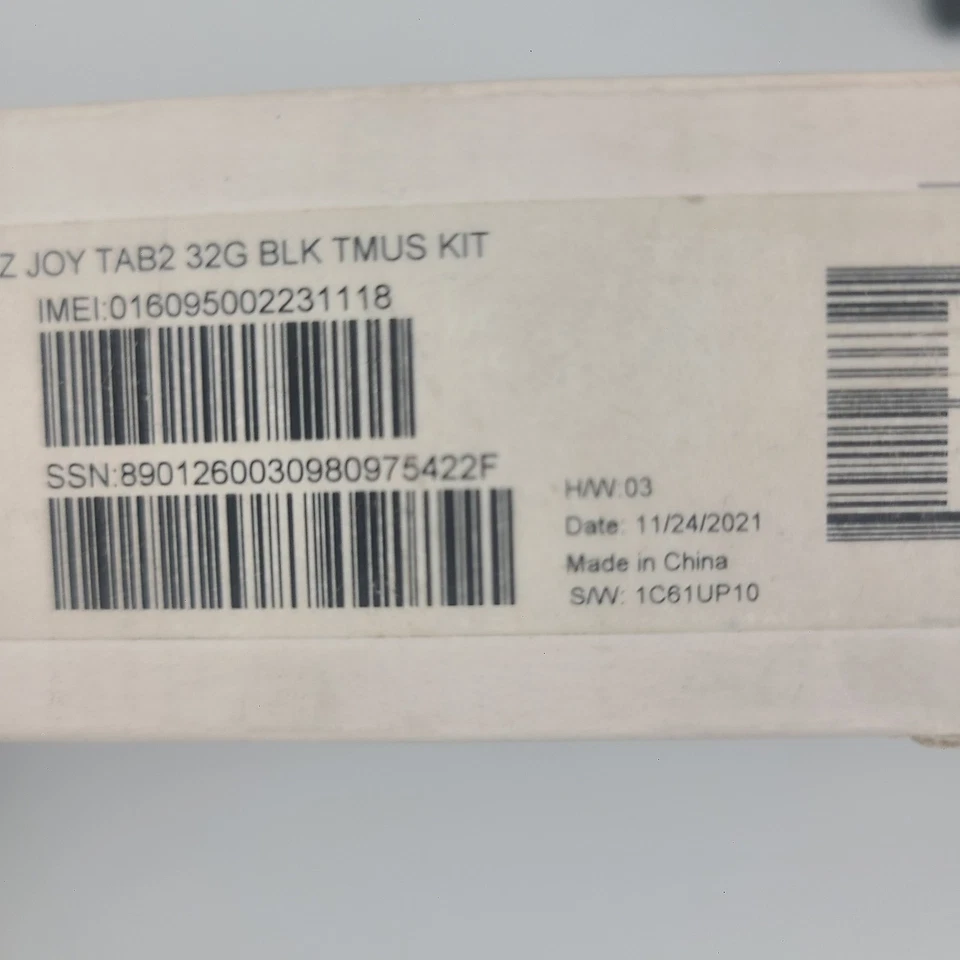 Z JOY TAB2 32G BLK TMUS KIT
IMEI:016095002231118
SSN:8901260030980975422F
H/W:03
Date: 11/24/2021
Made in China
S/W: 1C61UP10